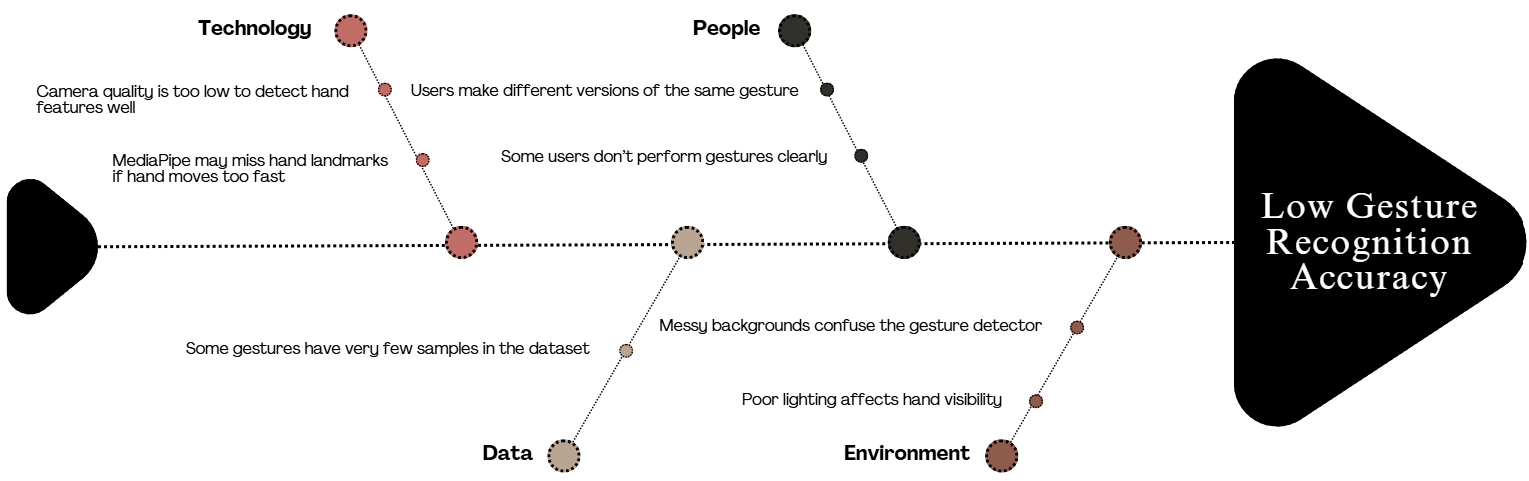 Technology
People
Camera quality is too low to detect hand
features well
Users make different versions of the same gesture
MediaPipe may miss hand landmarks
if hand moves too fast
Some users don't perform gestures clearly
Low Gesture
Recognition
Accuracy
Some gestures have very few samples in the dataset
Messy backgrounds confuse the gesture detector
Poor lighting affects hand visibility
Data
Environment